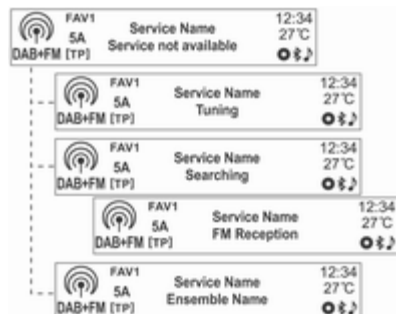 FAV1 Service Name 12:34
5A Service not available 27°C
DAB+FM [TP]
FAV1 Service Name 12:34
5A Tuning 27°C
DAB+FM [TP]
FAV1 Service Name 12:34
5A Searching 27°C
DAB+FM [TP]
FAV1 Service Name 12:34
5A FM Reception 27°C
DAB+FM [TP]
FAV1 Service Name 12:34
5A Ensemble Name 27°C
DAB+FM [TP]